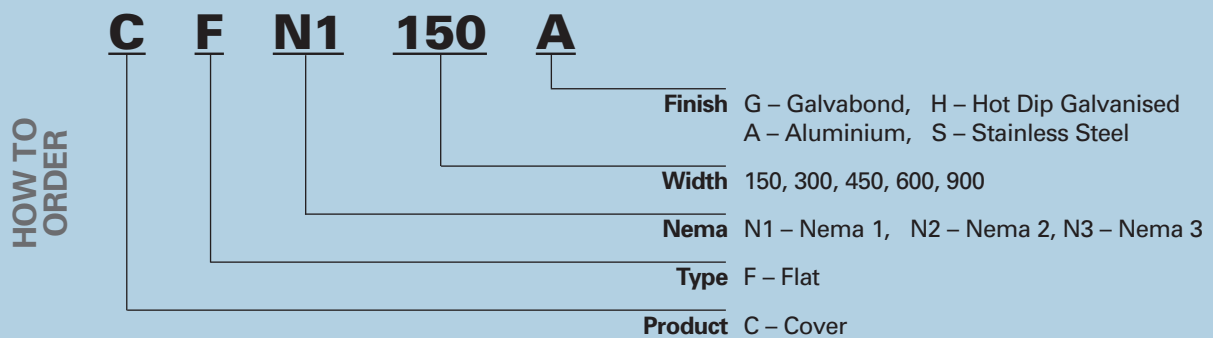 C F N1 150 A
HOW TO
ORDER
Finish G – Galvabond, H – Hot Dip Galvanised
A – Aluminium, S – Stainless Steel
Width 150, 300, 450, 600, 900
Nema N1 – Nema 1, N2 – Nema 2, N3 – Nema 3
Type F – Flat
Product C – Cover